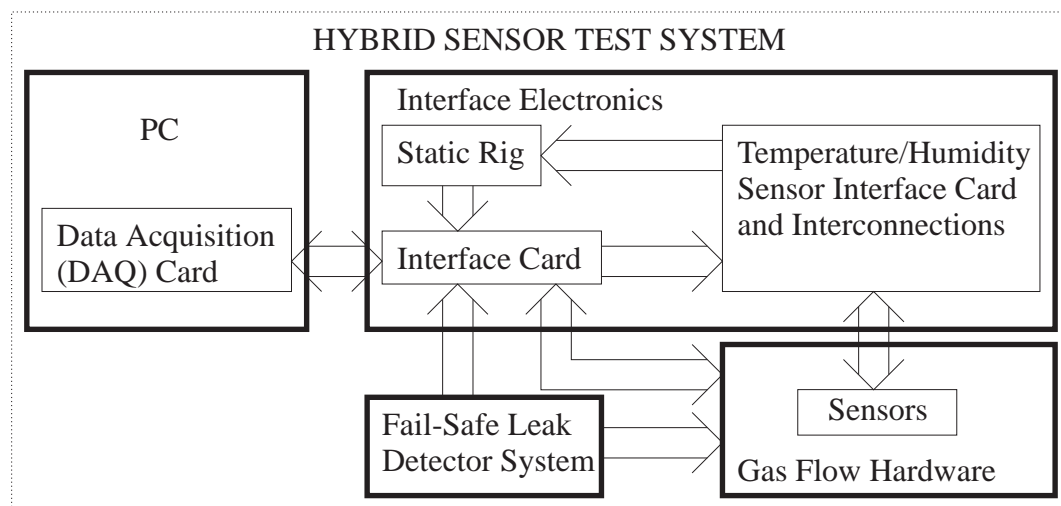 HYBRID SENSOR TEST SYSTEM
PC
Data Acquisition
(DAQ) Card
Interface Electronics
Static Rig
Interface Card
Temperature/Humidity
Sensor Interface Card
and Interconnections
Fail-Safe Leak
Detector System
Sensors
Gas Flow Hardware